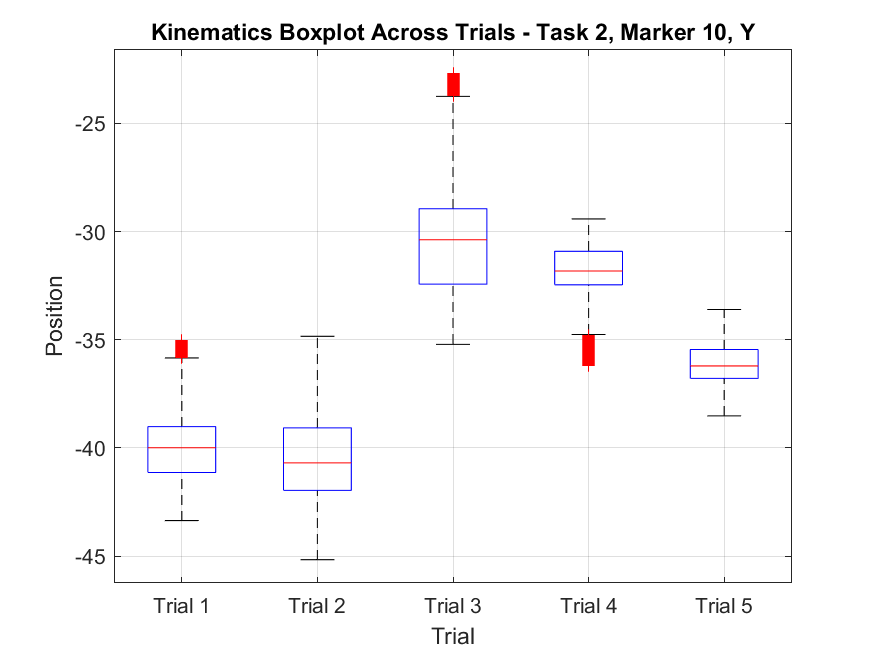 Kinematics Boxplot Across Trials - Task 2, Marker 10, Y
-25
-30
-35
-40
-45
Position
Trial 1 Trial 2 Trial 3 Trial 4 Trial 5
Trial